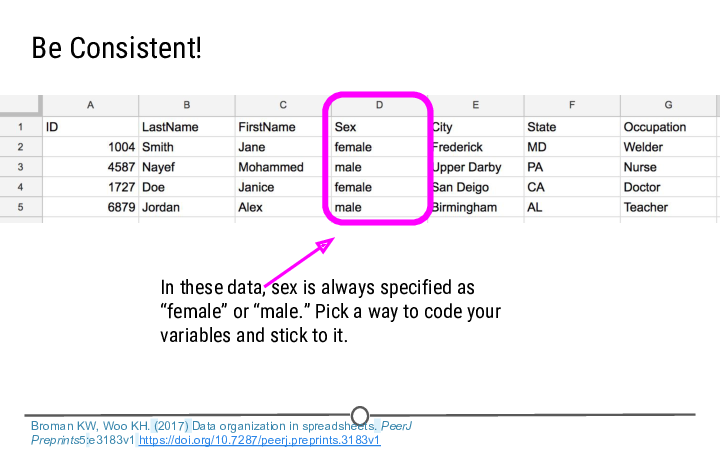 Be Consistent!
A B C D E F G
1 ID LastName FirstName Sex City State Occupation
2 1004 Smith Jane female Frederick MD Welder
3 4587 Nayef Mohammed male Upper Darby PA Nurse
4 1727 Doe Janice female San Deigo CA Doctor
5 6879 Jordan Alex male Birmingham AL Teacher
In these data, sex is always specified as
“female” or “male.” Pick a way to code your
variables and stick to it.
Broman KW, Woo KH. (2017) Data organization in spreadsheets. PeerJ
Preprints5:e3183v1 https://doi.org/10.7287/peerj.preprints.3183v1